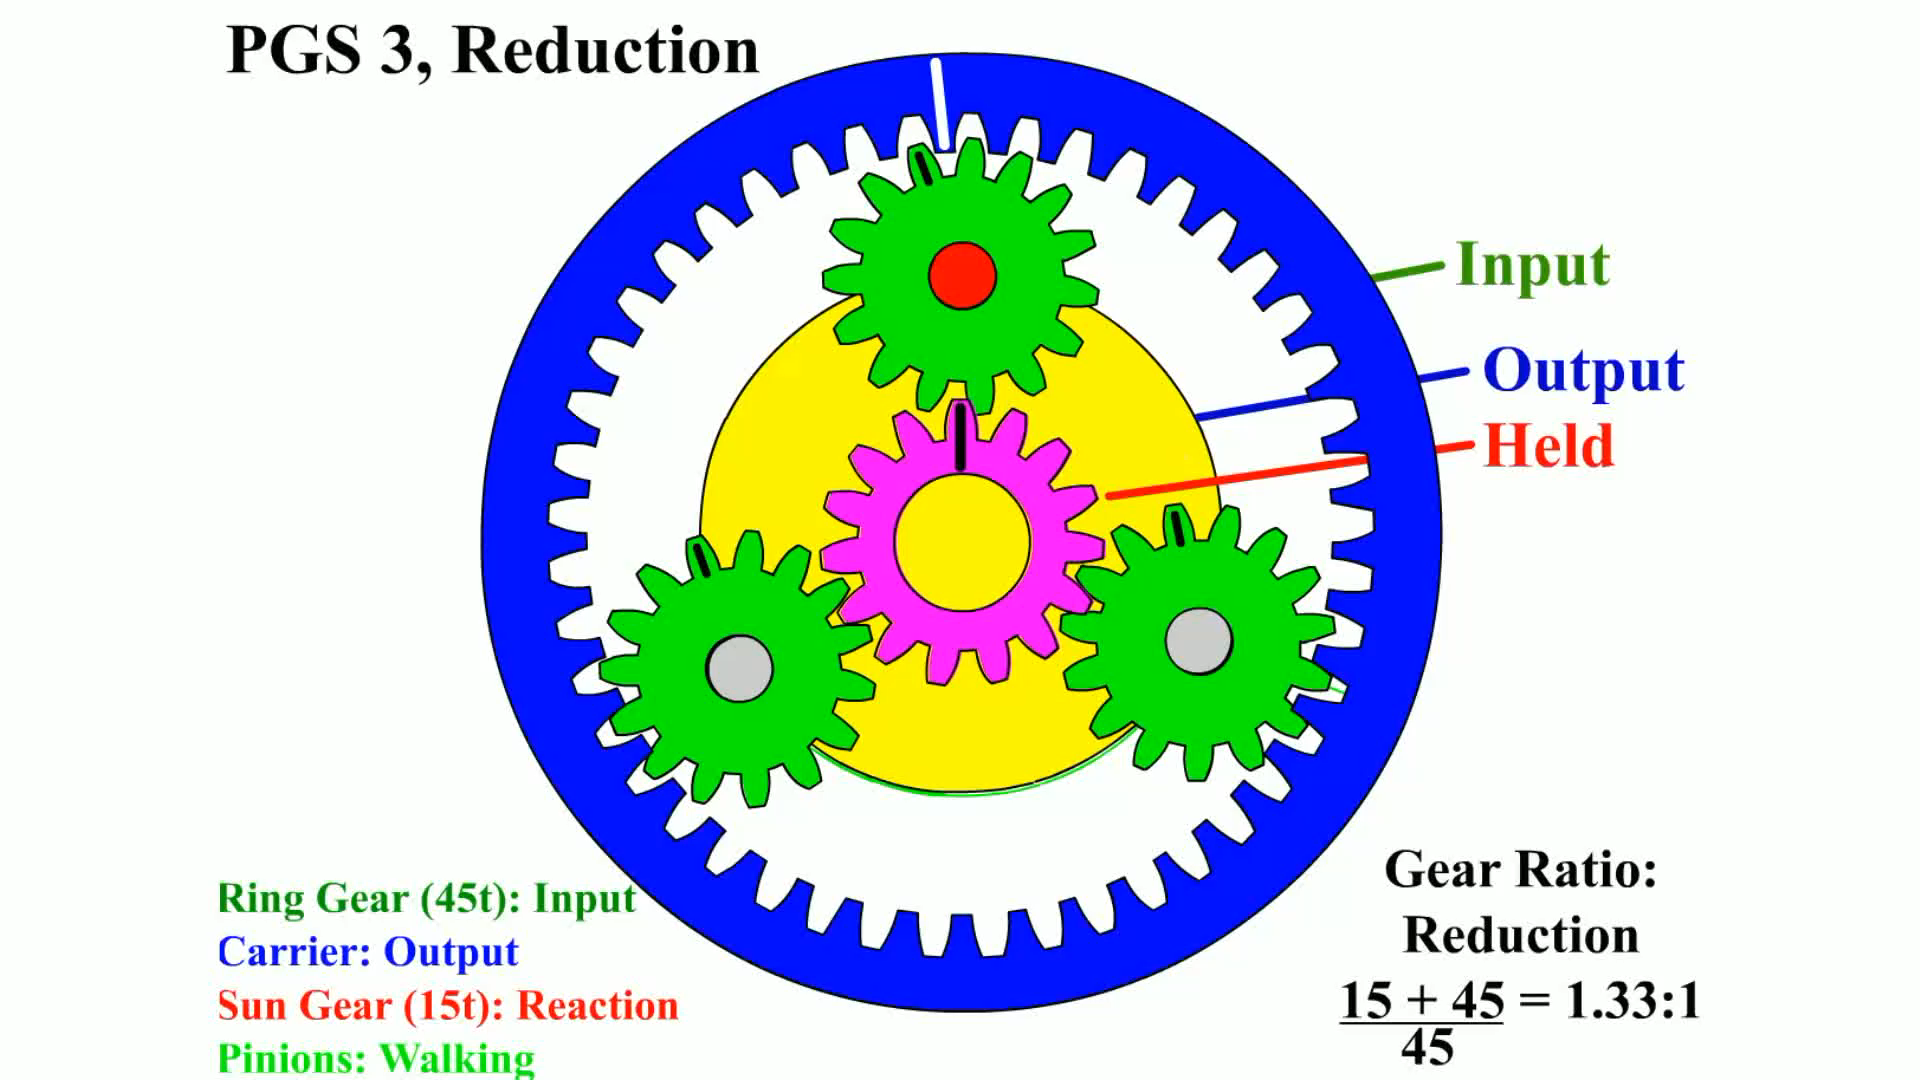 PGS 3, Reduction
Input
Output
Held
Ring Gear (45t): Input
Carrier: Output
Sun Gear (15t): Reaction
Pinions: Walking
Gear Ratio:
Reduction
15 + 45 = 1.33:1
45